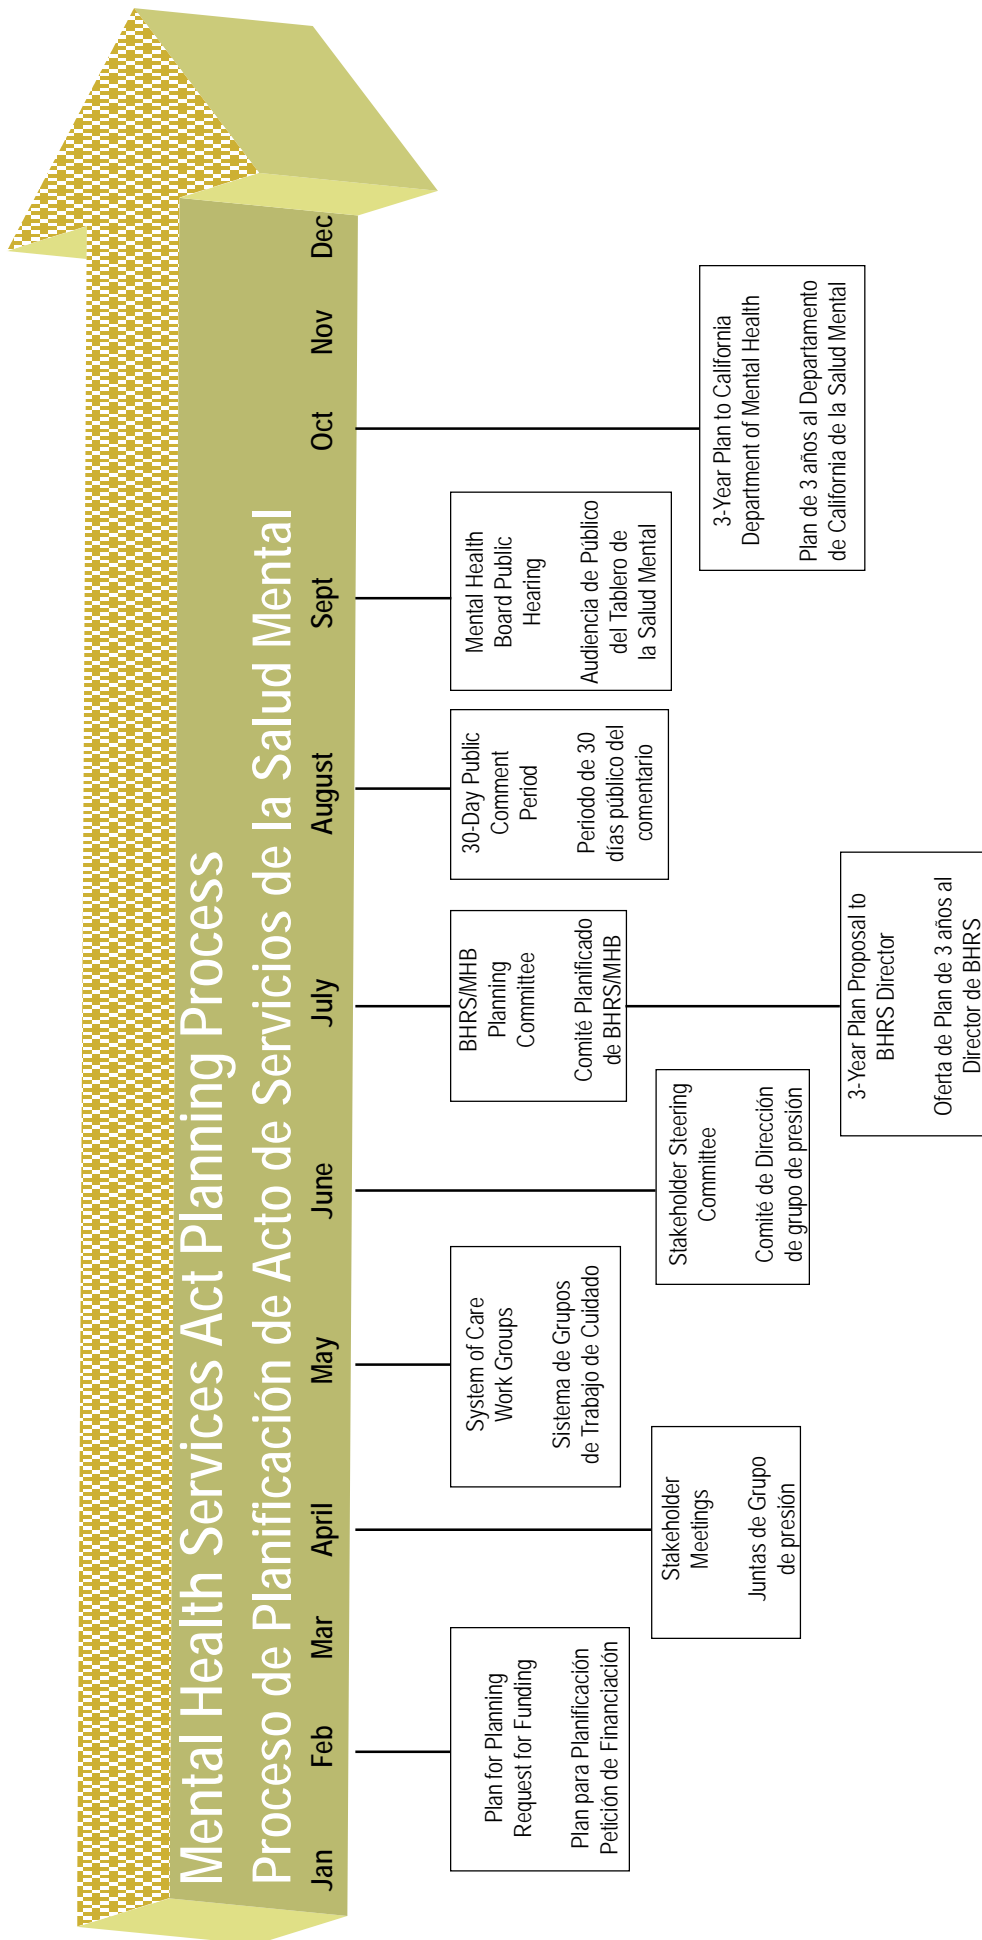 Mental Health Services Act Planning Process
Proceso de Planificación de Acto de Servicios de la Salud Mental
Jan
Feb
Mar
April
May
June
July
August
Sept
Oct
Nov
Dec
Plan for Planning
Request for Funding
Plan para Planificación
Petición de Financiación
Stakeholder
Meetings
Juntas de Grupo
de presión
System of Care
Work Groups
Sistema de Grupos
de Trabajo de Cuidado
Stakeholder Steering
Committee
Comité de Dirección
de grupo de presión
BHRS/MHB
Planning
Committee
Comité Planificado
de BHRS/MHB
3-Year Plan Proposal to
BHRS Director
Oferta de Plan de 3 años al
Director de BHRS
30-Day Public
Comment
Period
Periodo de 30
días público del
comentario
Mental Health
Board Public
Hearing
Audiencia de Público
del Tablero de
la Salud Mental
3-Year Plan to California
Department of Mental Health
Plan de 3 años al Departamento
de California de la Salud Mental